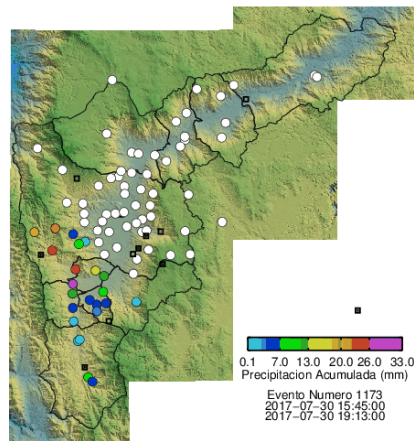 0.1 7.0 13.0 20.0 26.0 33.0
Precipitacion Acumulada (mm)
Evento Numero 1173
2017-07-30 15:45:00
2017-07-30 19:13:00